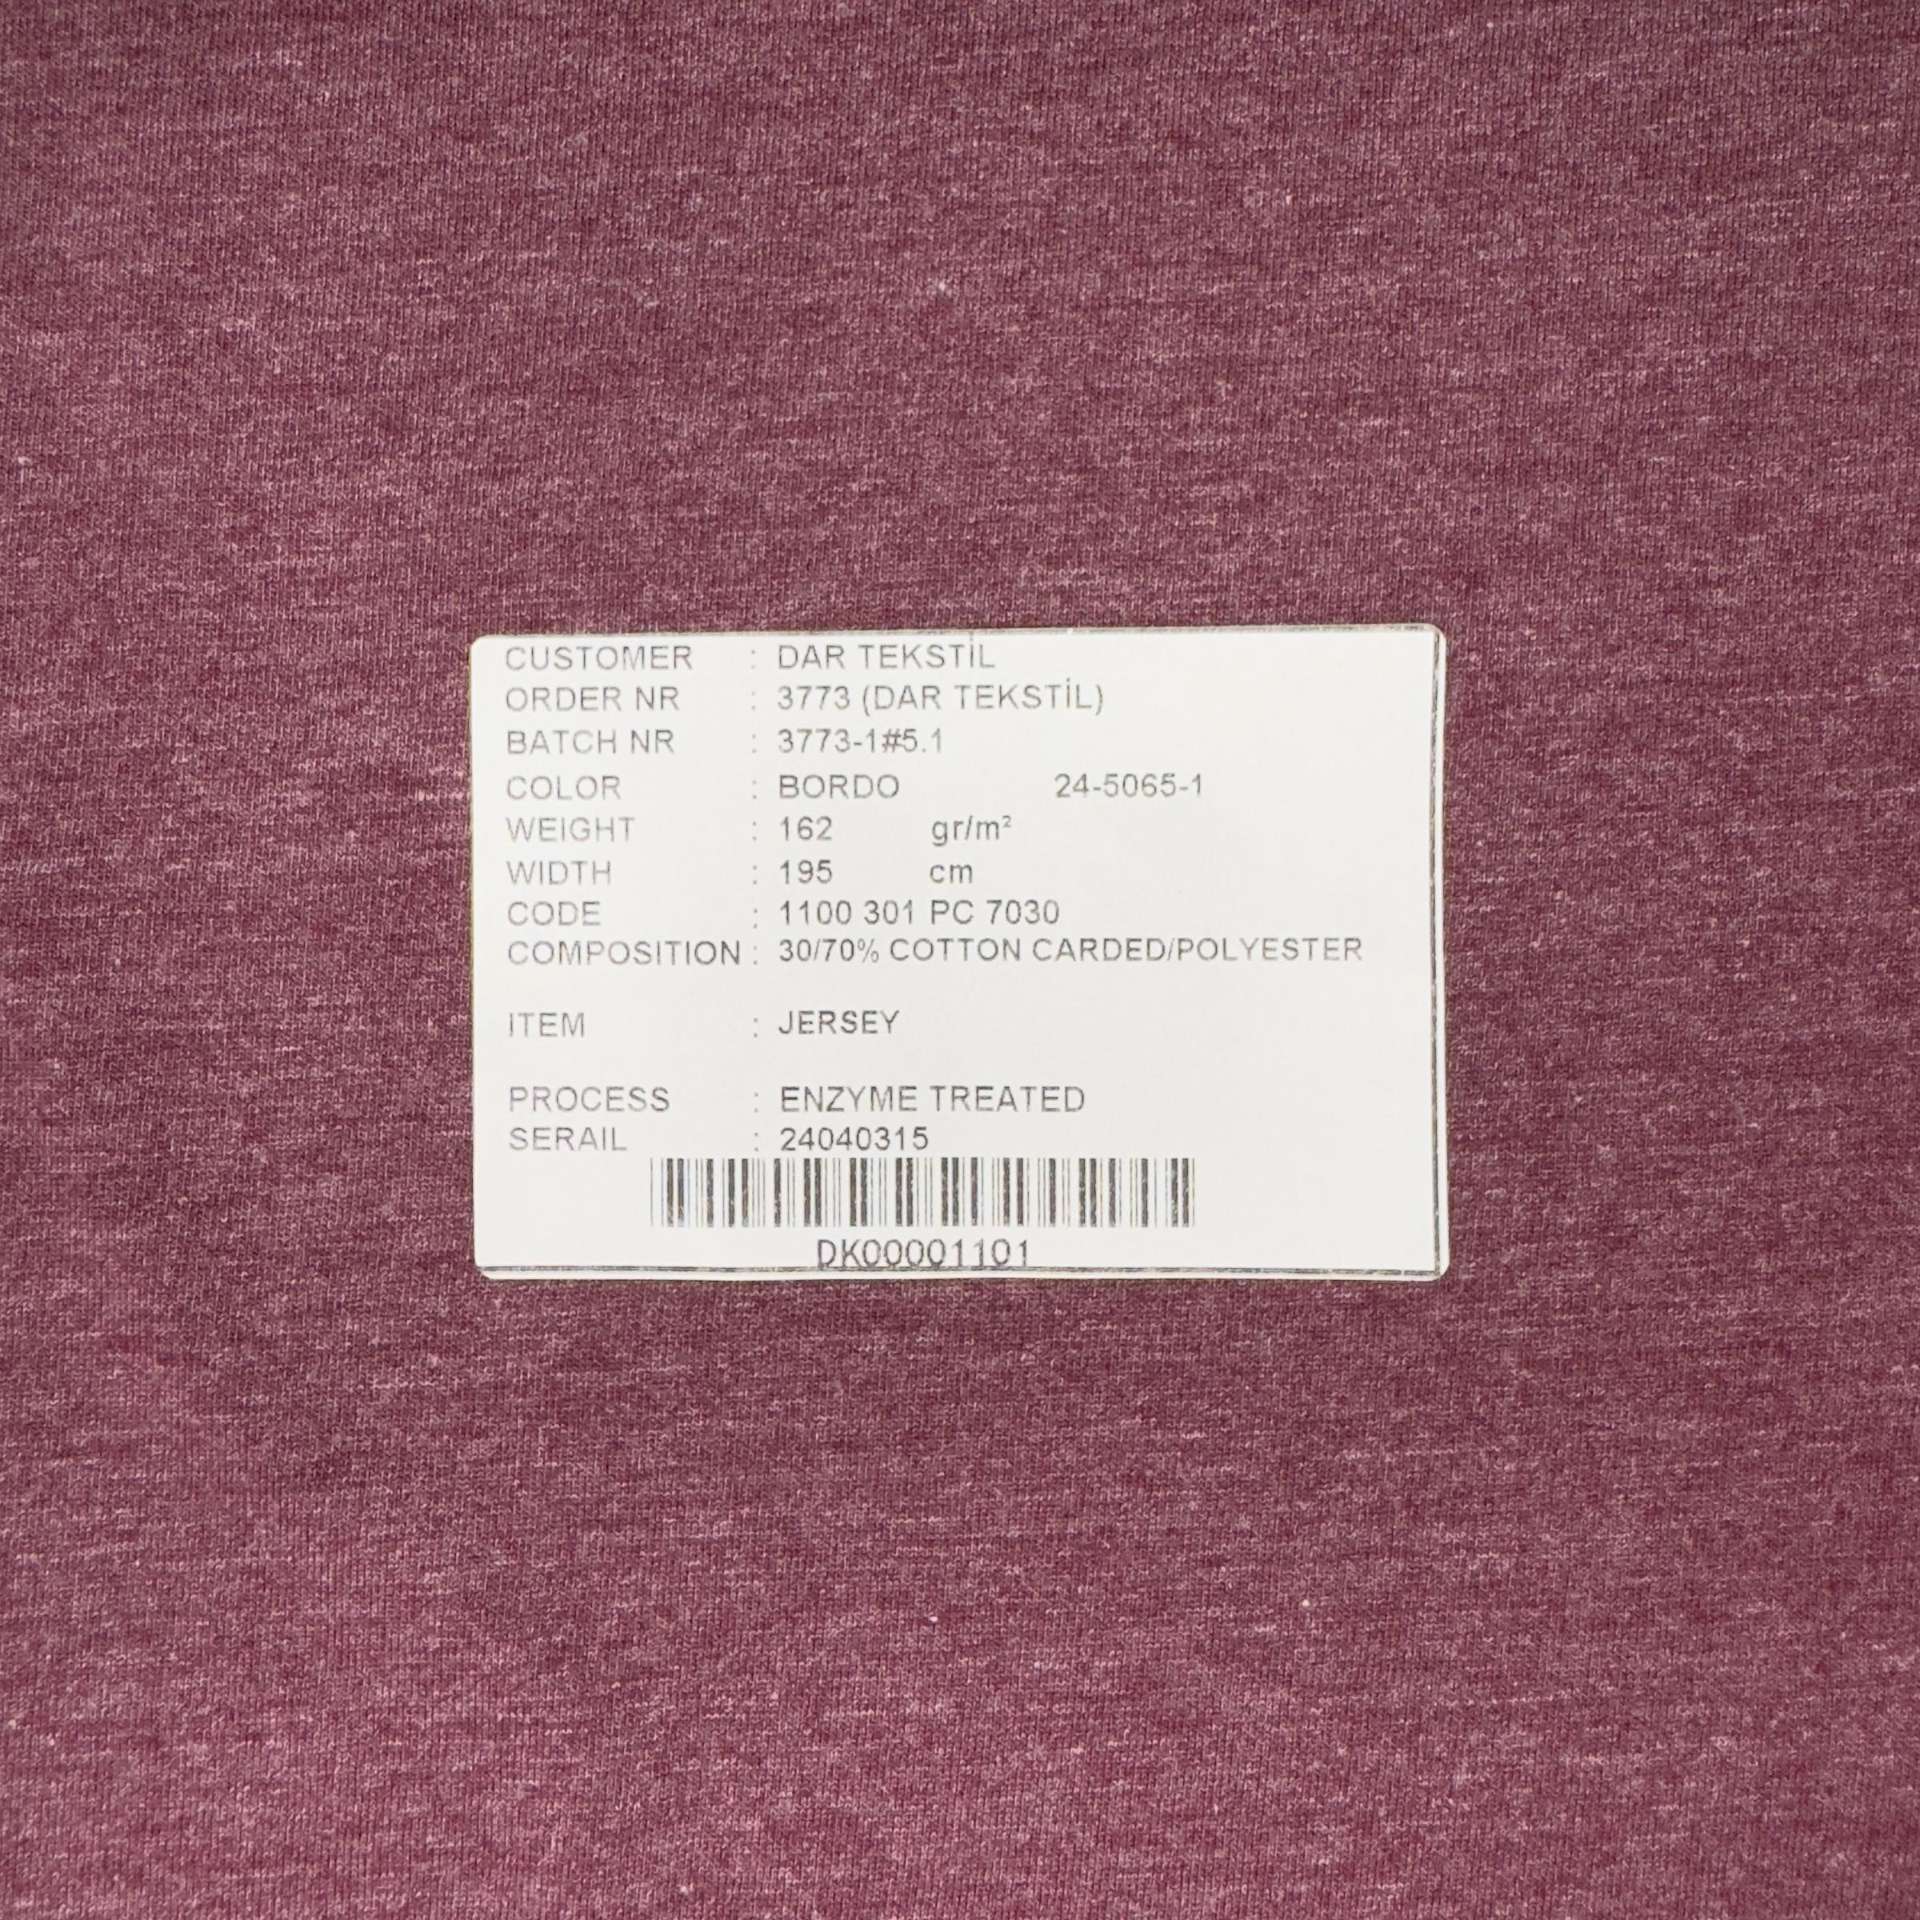 CUSTOMER : DAR TEKSTİL
ORDER NR : 3773 (DAR TEKSTİL)
BATCH NR : 3773-1#5.1
COLOR : BORDO 24-5065-1
WEIGHT : 162 gr/m²
WIDTH : 195 cm
CODE : 1100 301 PC 7030
COMPOSITION : 30/70% COTTON CARDED/POLYESTER
ITEM : JERSEY
PROCESS : ENZYME TREATED
SERAIL : 24040315
DK00001101